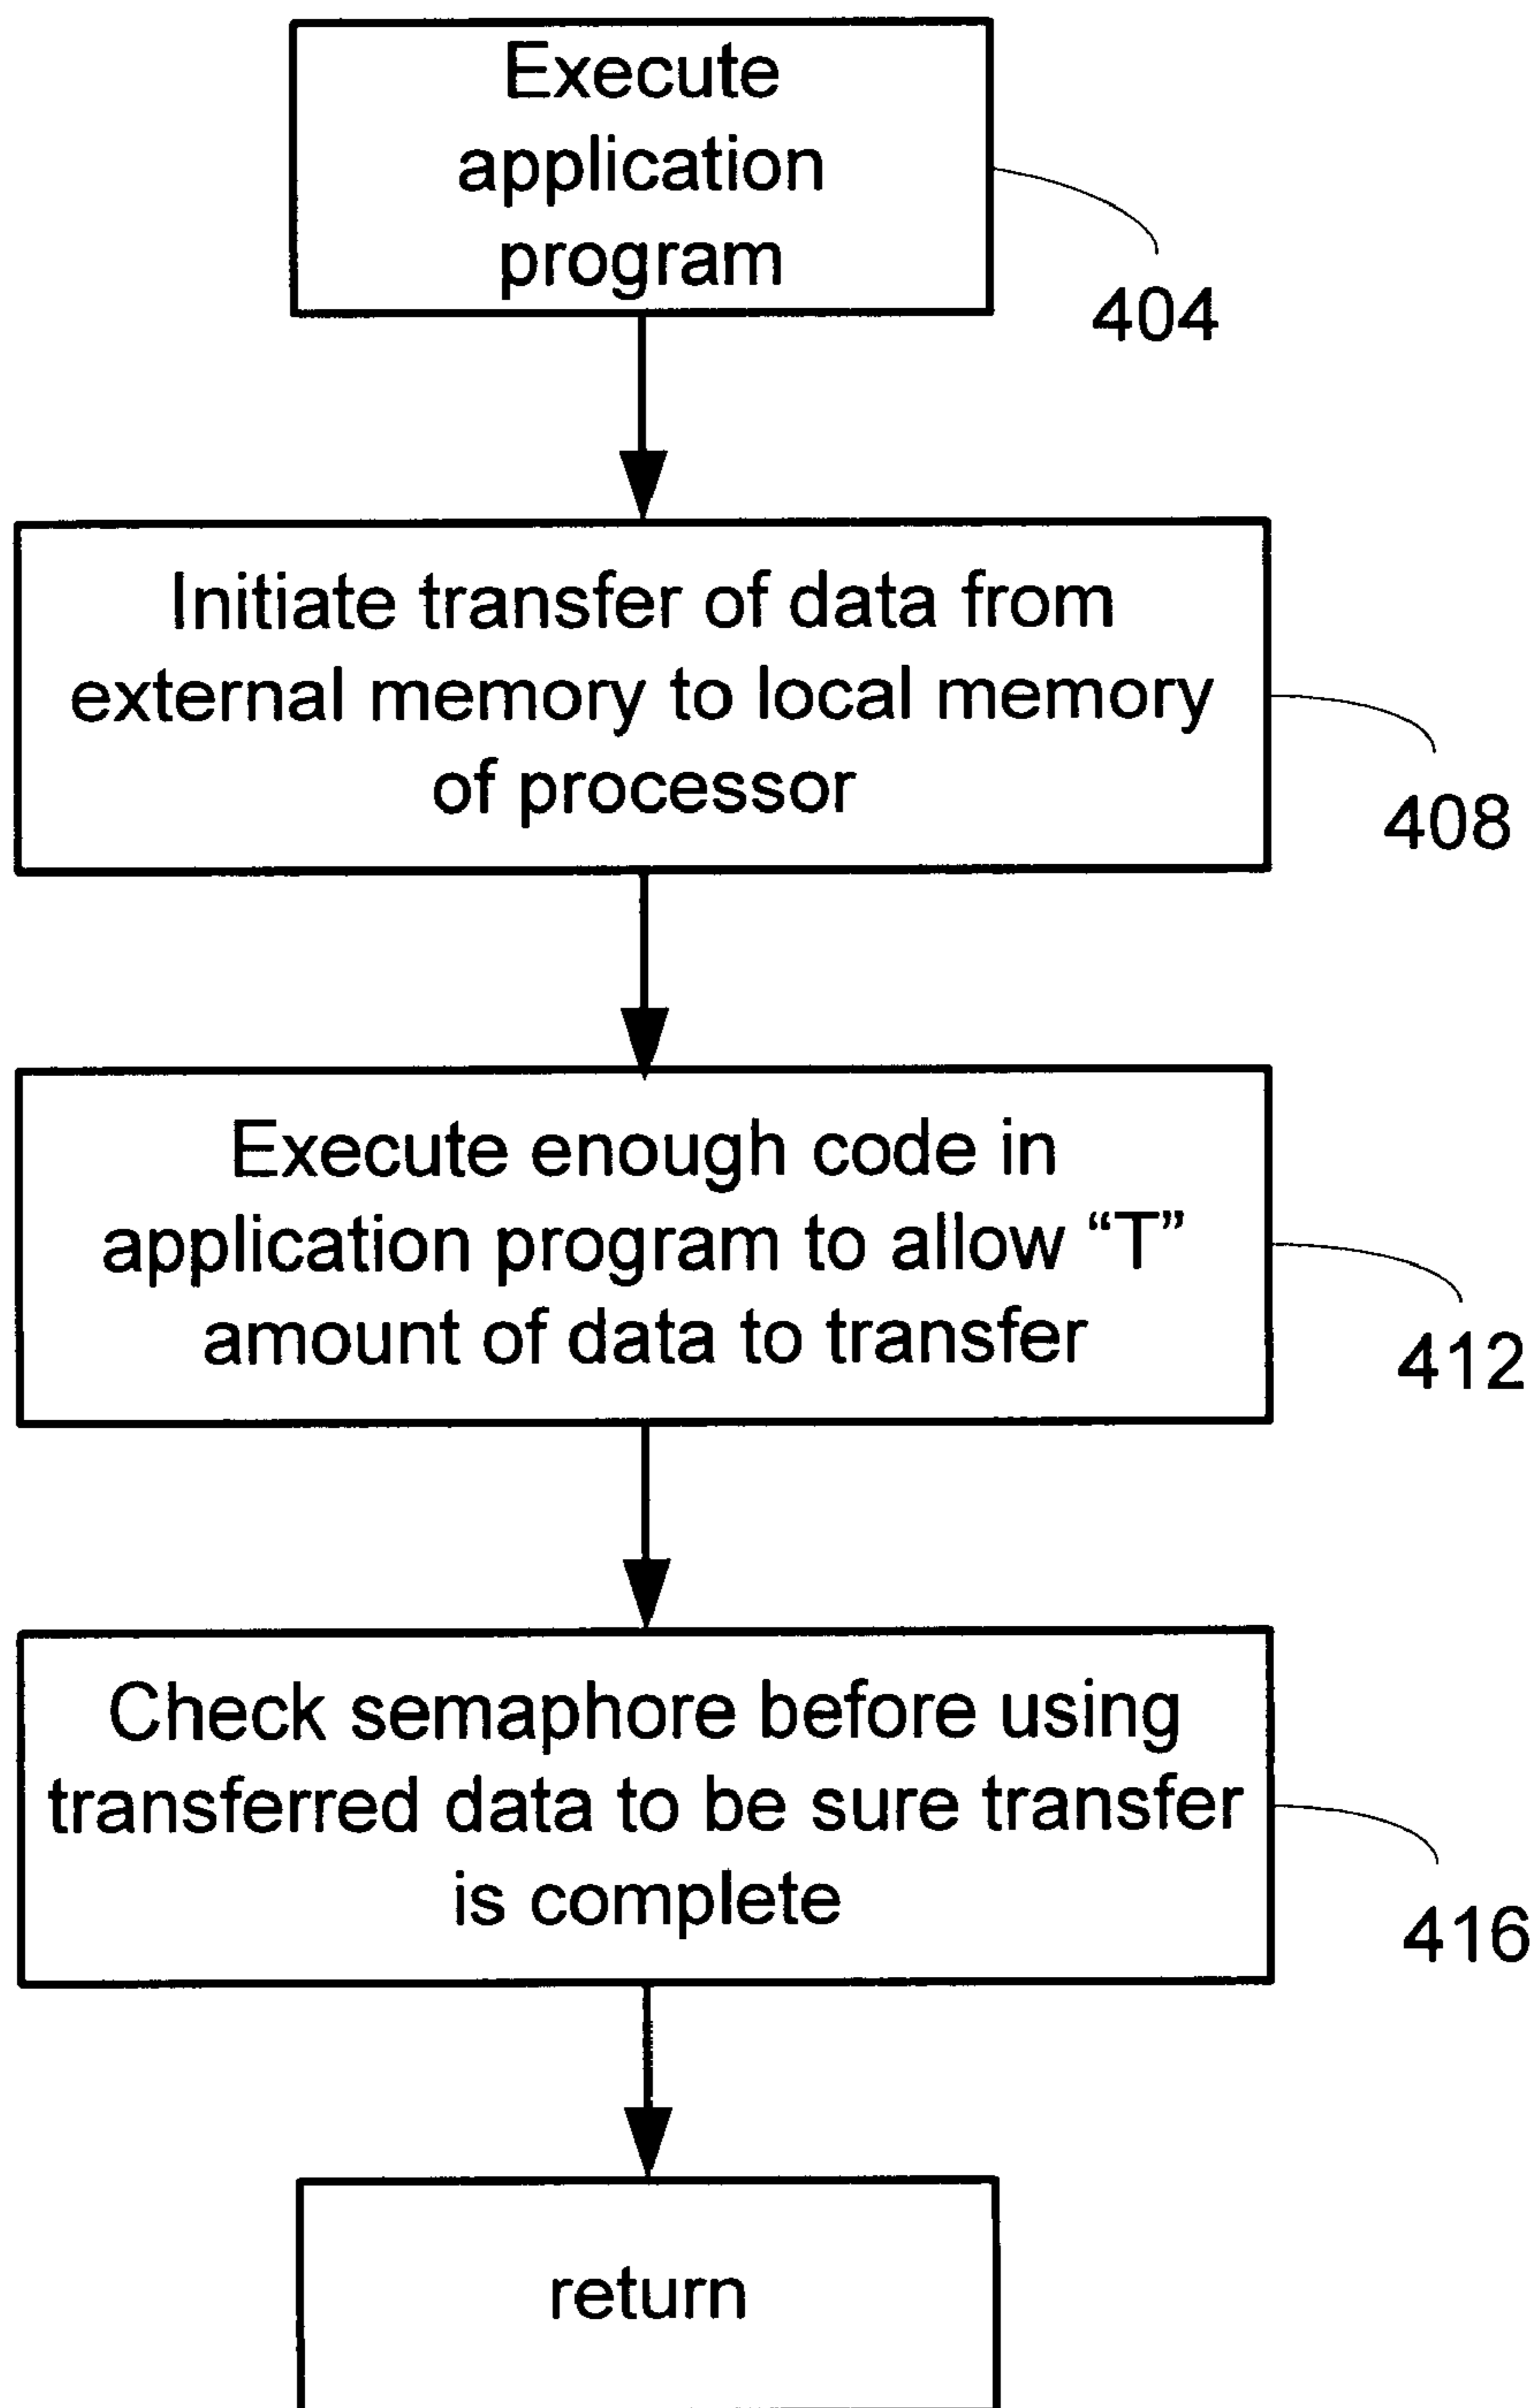 Execute
application
program
404
Initiate transfer of data from
external memory to local memory
of processor
408
Execute enough code in
application program to allow “T”
amount of data to transfer
412
Check semaphore before using
transferred data to be sure transfer
is complete
416
return